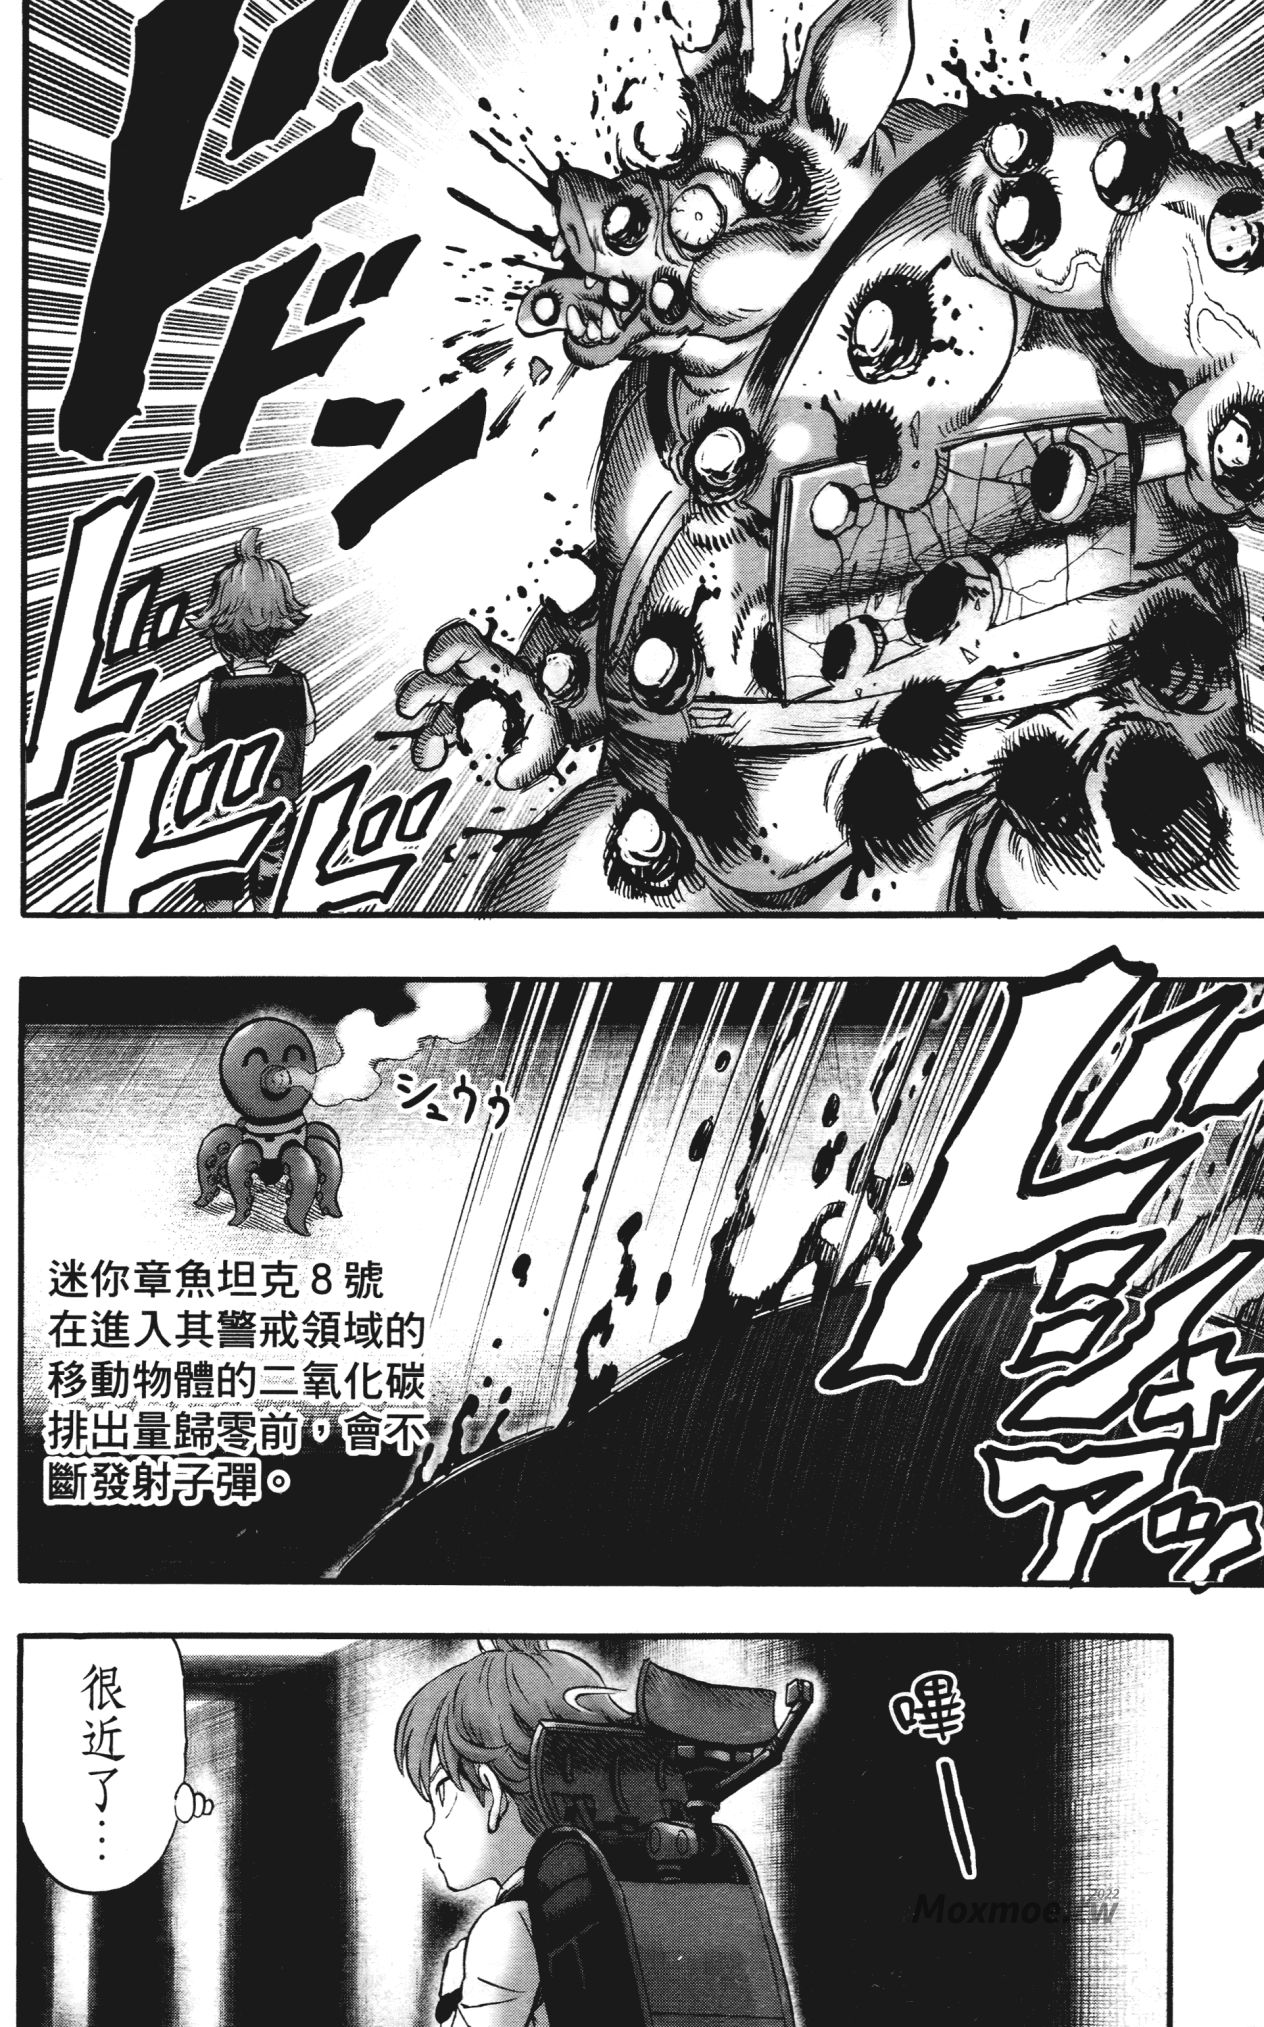 ドドン
ドド
ドド
ドシャアッ
シュウゥ
迷你章魚坦克8號
在進入其警戒領域的
移動物體的二氧化碳
排出量歸零前，會不
斷發射子彈。
嗶—
很近了…
Moxmoe.tw
2022